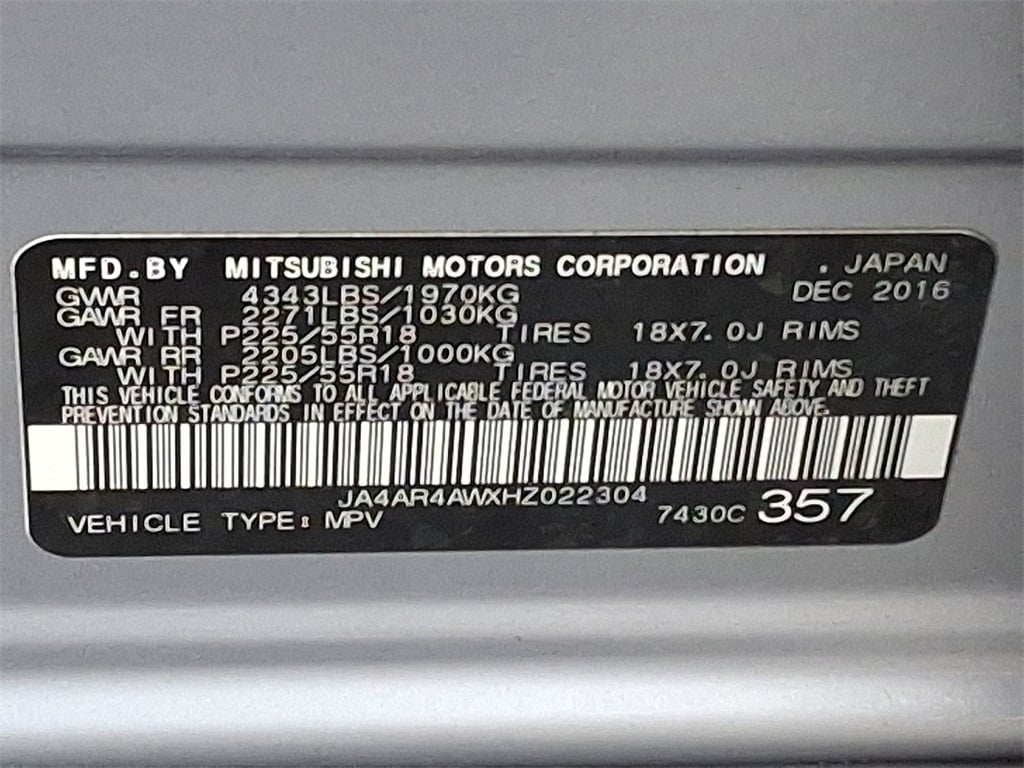 MFD.BY MITSUBISHI MOTORS CORPORATION . JAPAN
GVWR 4343LBS/1970KG DEC 2016
GAWR FR 2271LBS/1030KG
WITH P225/55R18 TIRES 18X7.0J RIMS
GAWR RR 2205LBS/1000KG
WITH P225/55R18 TIRES 18X7.0J RIMS
THIS VEHICLE CONFORMS TO ALL APPLICABLE FEDERAL MOTOR VEHICLE SAFETY AND THEFT
PREVENTION STANDARDS IN EFFECT ON THE DATE OF MANUFACTURE SHOWN ABOVE.
JA4AR4AWXHZ022304
VEHICLE TYPE: MPV 7430C 357